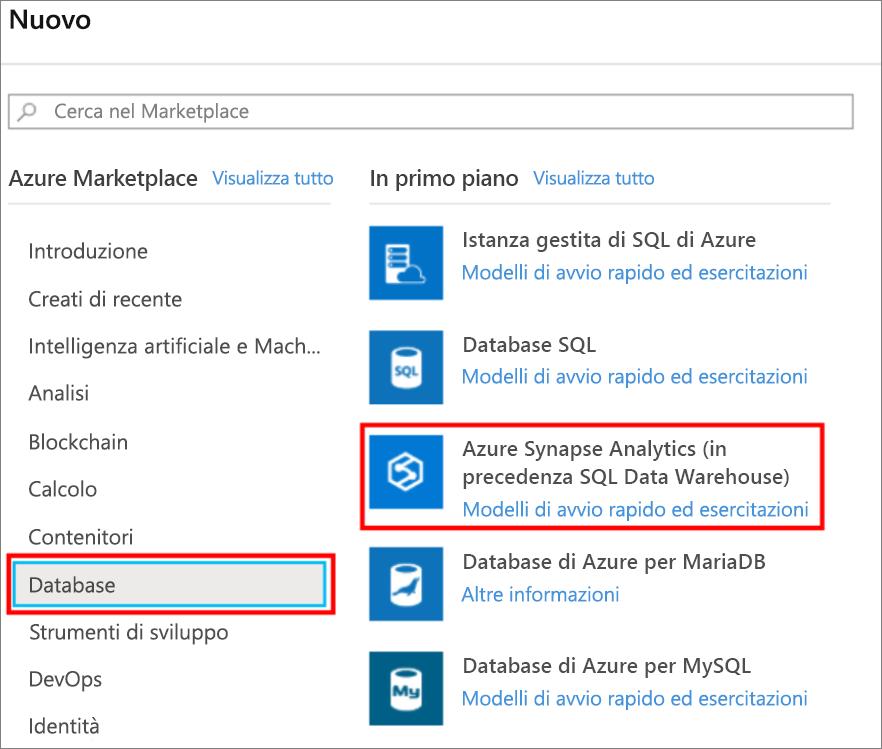 Nuovo
Cerca nel Marketplace
Azure Marketplace Visualizza tutto
Introduzione
Creati di recente
Intelligenza artificiale e Mach...
Analisi
Blockchain
Calcolo
Contenitori
Database
Strumenti di sviluppo
DevOps
Identità
In primo piano Visualizza tutto
Istanza gestita di SQL di Azure
Modelli di avvio rapido ed esercitazioni
SQL
Database SQL
Modelli di avvio rapido ed esercitazioni
Azure Synapse Analytics (in
precedenza SQL Data Warehouse)
Modelli di avvio rapido ed esercitazioni
Database di Azure per MariaDB
Altre informazioni
My
Database di Azure per MySQL
Modelli di avvio rapido ed esercitazioni